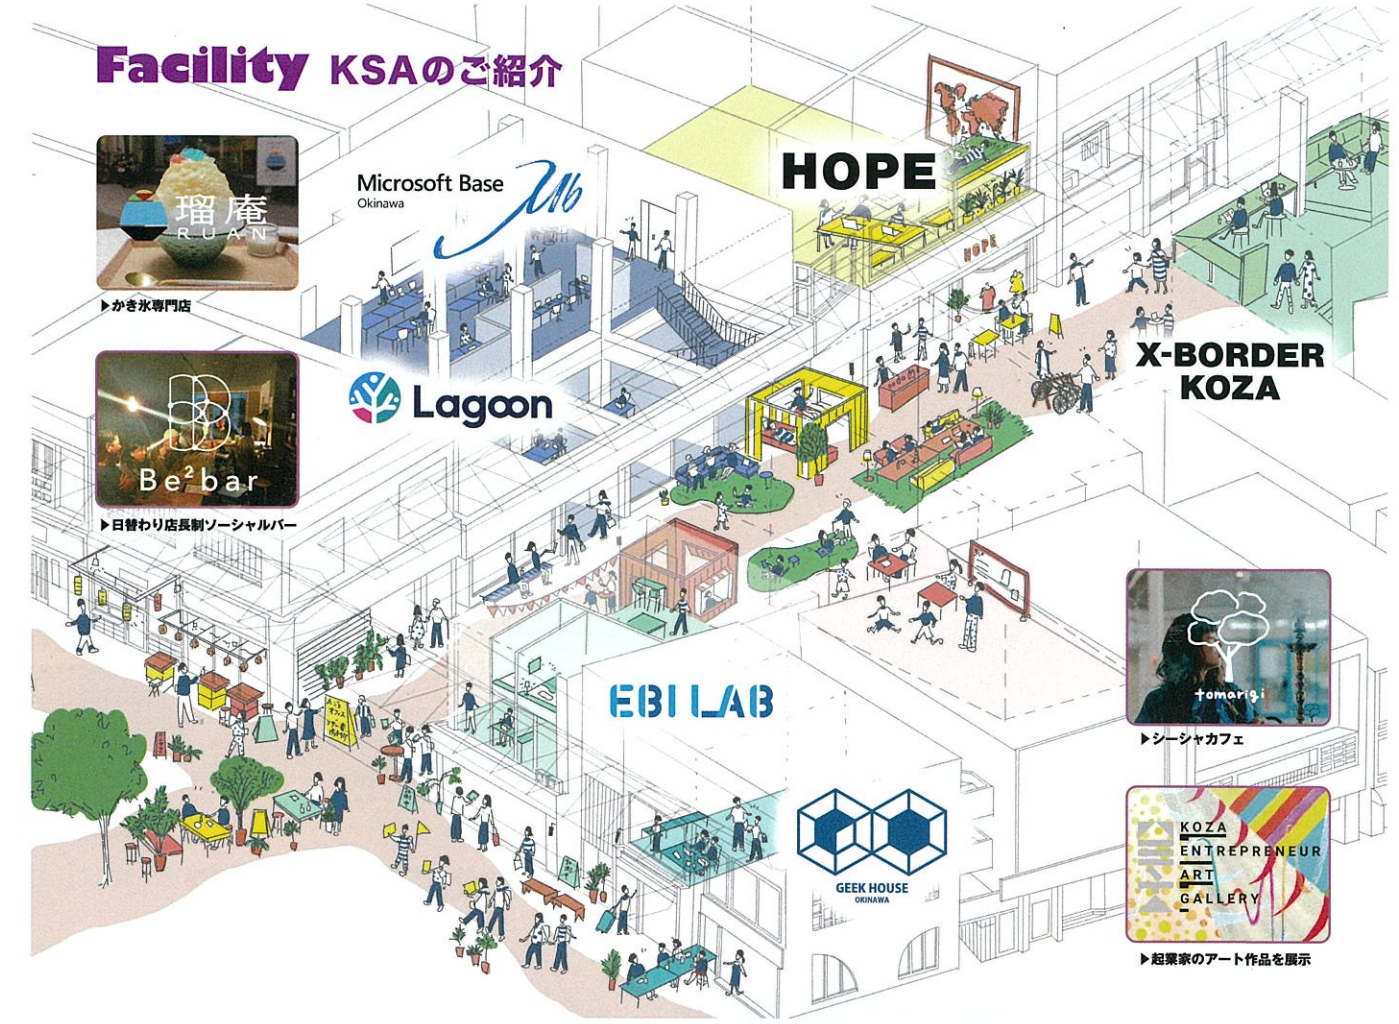 Facility KSAのご紹介
瑠庵
RUAN
▶かき氷専門店
Microsoft Base
Okinawa
HOPE
HOPE
X-BORDER
KOZA
Lagoon
Be²bar
▶日替わり店長制ソーシャルバー
EBILAB
GEEK HOUSE
OKINAWA
tomarigi
▶シーシャカフェ
KOZA
ENTREPRENEUR
ART
GALLERY
▶起業家のアート作品を展示